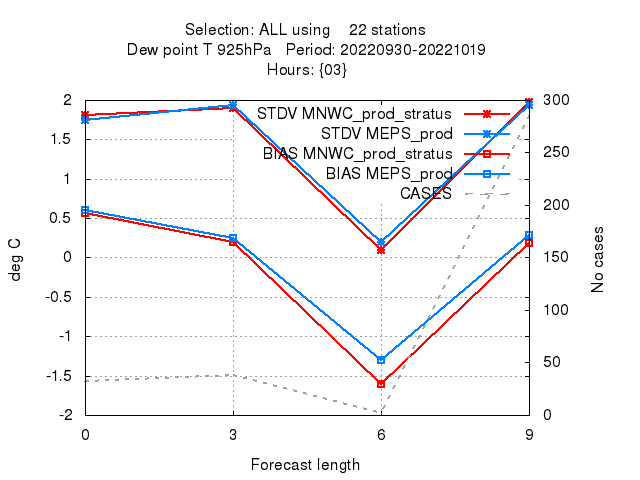 Selection: ALL using    22 stations
Dew point T 925hPa   Period: 20220930-20221019
Hours: {03}
STDV MNWC_prod_stratus
STDV MEPS_prod
BIAS MNWC_prod_stratus
BIAS MEPS_prod
CASES
2
1.5
1
0.5
0
-0.5
-1
-1.5
-2
deg C
300
250
200
150
100
50
0
No cases
0 3 6 9
Forecast length